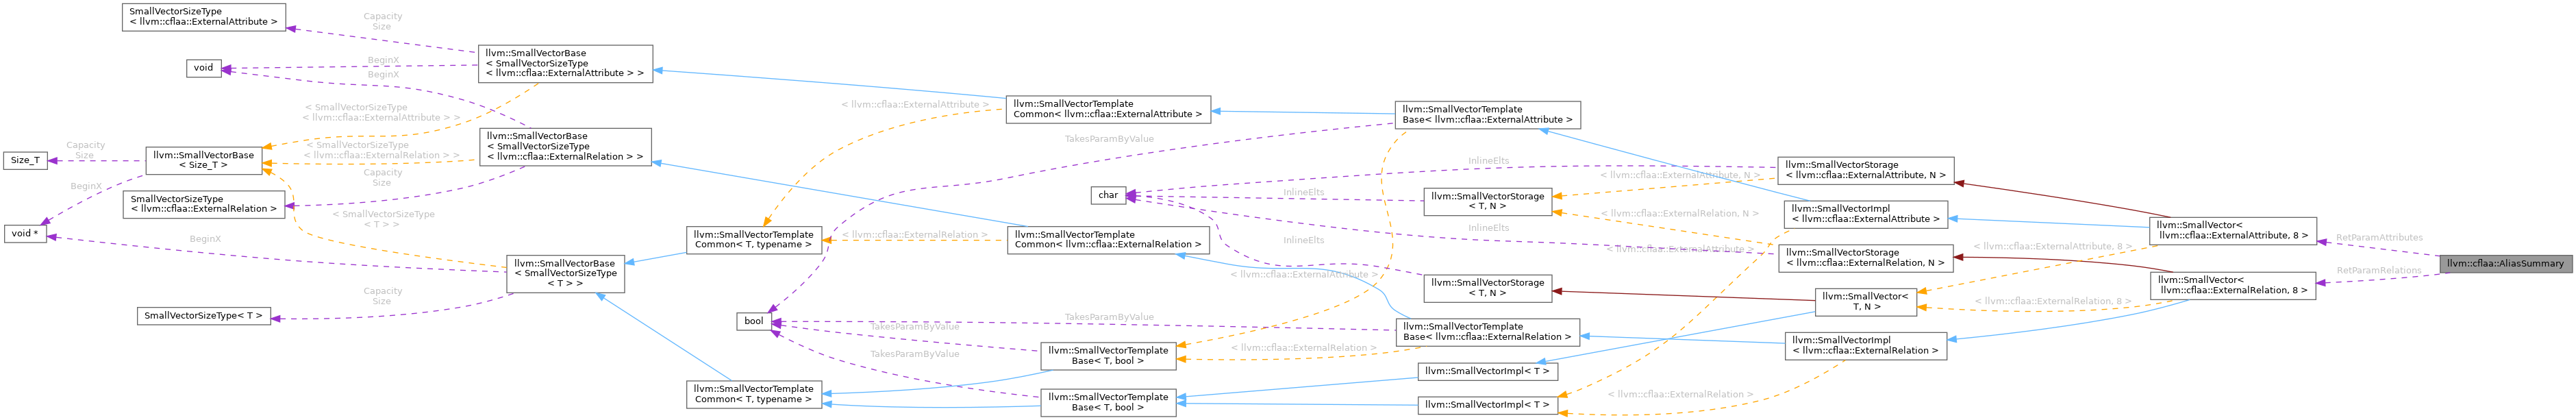 SmallVectorSizeType
< llvm::cflaa::ExternalAttribute >
Capacity
Size
llvm::SmallVectorBase
< SmallVectorSizeType
< llvm::cflaa::ExternalAttribute > >
void
BeginX
BeginX
< SmallVectorSizeType
< llvm::cflaa::ExternalAttribute > >
llvm::SmallVectorBase
< SmallVectorSizeType
< llvm::cflaa::ExternalRelation > >
Size_T
Capacity
Size
llvm::SmallVectorBase
< Size_T >
< SmallVectorSizeType
< llvm::cflaa::ExternalRelation > >
Capacity
Size
BeginX
SmallVectorSizeType
< llvm::cflaa::ExternalRelation >
< SmallVectorSizeType
< T > >
void *
BeginX
llvm::SmallVectorBase
< SmallVectorSizeType
< T > >
Capacity
Size
SmallVectorSizeType< T >
llvm::SmallVectorTemplate
Common< T, typename >
llvm::SmallVectorTemplate
Common< T, typename >
bool
< llvm::cflaa::ExternalAttribute >
< llvm::cflaa::ExternalRelation >
TakesParamByValue
TakesParamByValue
llvm::SmallVectorTemplate
Common< llvm::cflaa::ExternalAttribute >
llvm::SmallVectorTemplate
Common< llvm::cflaa::ExternalRelation >
TakesParamByValue
TakesParamByValue
char
llvm::SmallVectorTemplate
Base< T, bool >
llvm::SmallVectorTemplate
Base< T, bool >
InlineElts
InlineElts
< llvm::cflaa::ExternalAttribute >
< llvm::cflaa::ExternalRelation >
llvm::SmallVectorTemplate
Base< llvm::cflaa::ExternalAttribute >
InlineElts
llvm::SmallVectorStorage
< T, N >
InlineElts
llvm::SmallVectorStorage
< T, N >
llvm::SmallVectorTemplate
Base< llvm::cflaa::ExternalRelation >
llvm::SmallVectorImpl< T >
llvm::SmallVectorImpl< T >
< llvm::cflaa::ExternalAttribute, N >
< llvm::cflaa::ExternalRelation, N >
< llvm::cflaa::ExternalAttribute >
< llvm::cflaa::ExternalRelation >
llvm::SmallVectorStorage
< llvm::cflaa::ExternalAttribute, N >
llvm::SmallVectorImpl
< llvm::cflaa::ExternalAttribute >
llvm::SmallVectorStorage
< llvm::cflaa::ExternalRelation, N >
llvm::SmallVector<
T, N >
llvm::SmallVectorImpl
< llvm::cflaa::ExternalRelation >
< llvm::cflaa::ExternalAttribute, 8 >
< llvm::cflaa::ExternalRelation, 8 >
llvm::SmallVector<
llvm::cflaa::ExternalAttribute, 8 >
llvm::SmallVector<
llvm::cflaa::ExternalRelation, 8 >
RetParamAttributes
RetParamRelations
llvm::cflaa::AliasSummary